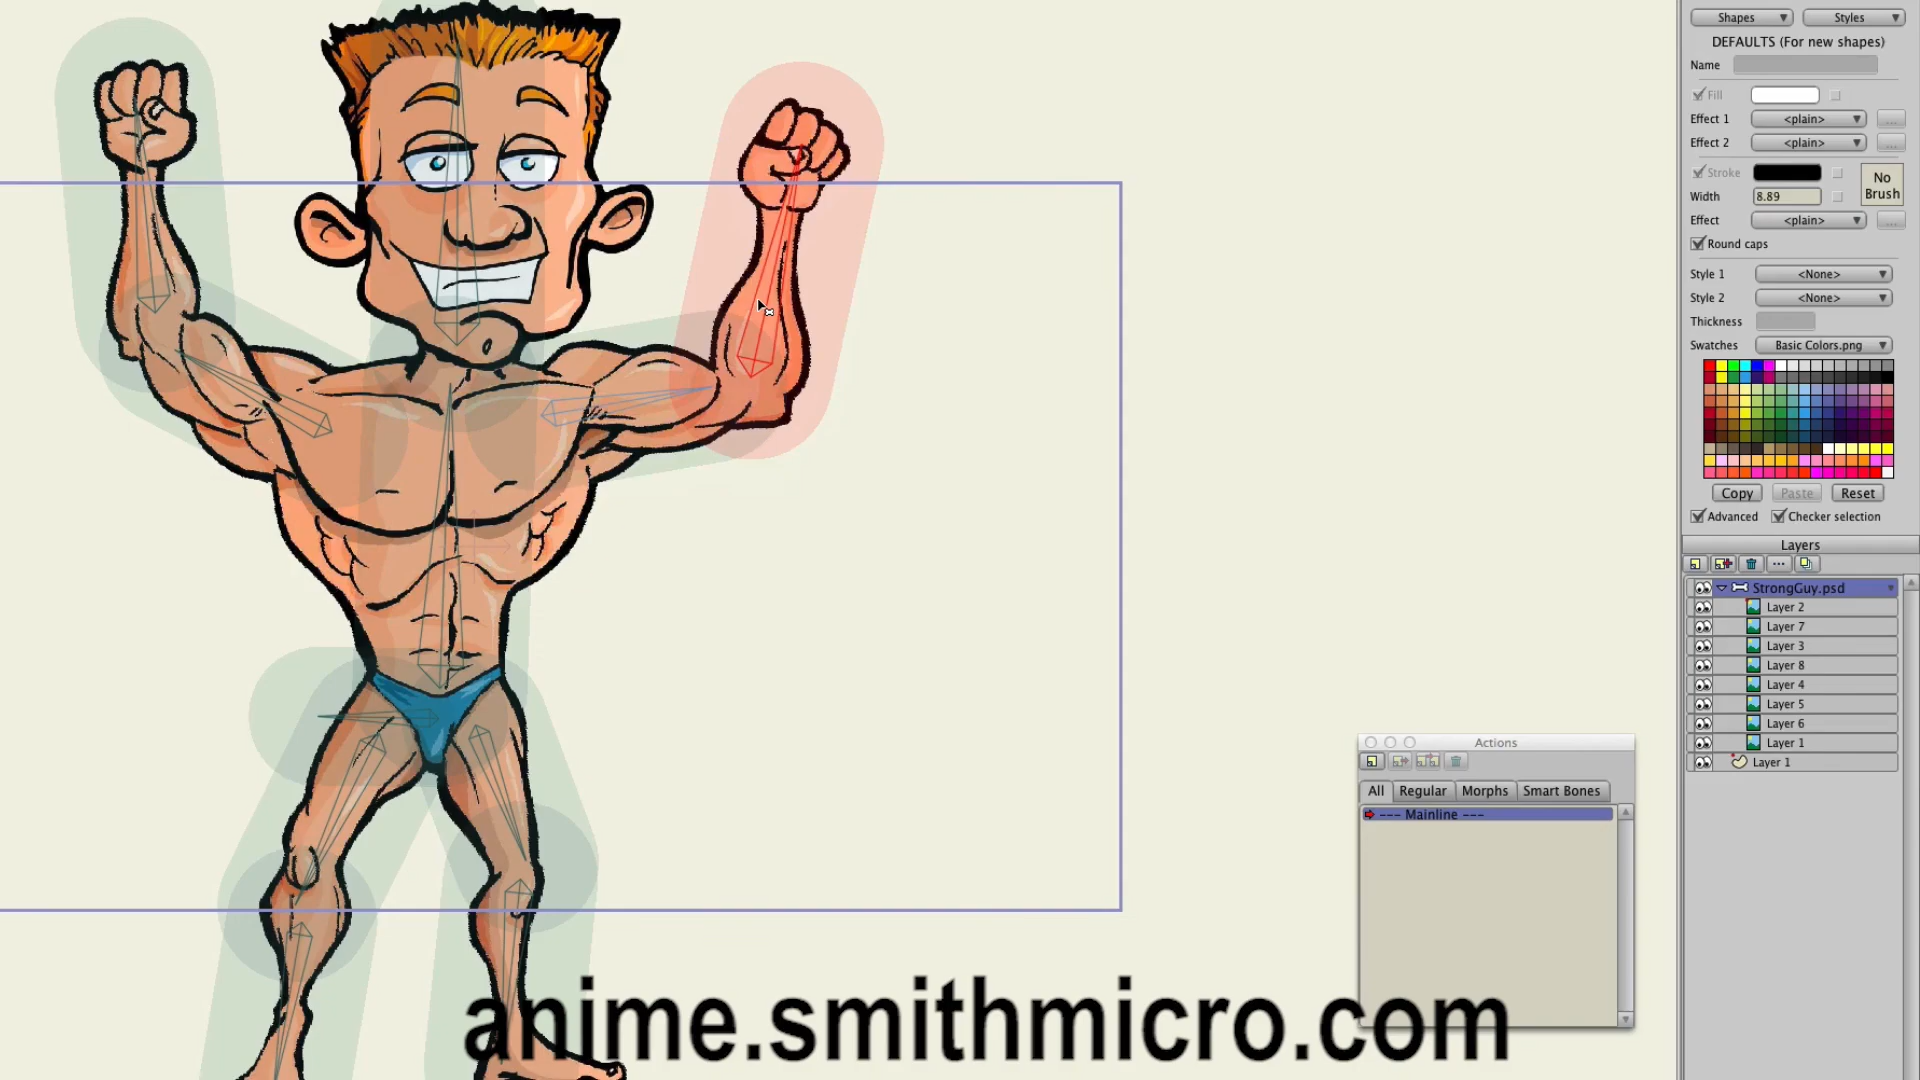 Shapes Styles
DEFAULTS (For new shapes)
Name
Fill
Effect 1 <plain> ...
Effect 2 <plain> ...
Stroke
No Brush
Width 8.89
Effect <plain> ...
Round caps
Style 1 <None>
Style 2 <None>
Thickness
Swatches Basic Colors.png
Copy Paste Reset
Advanced Checker selection
Layers
StrongGuy.psd
Layer 2
Layer 7
Layer 3
Layer 8
Layer 4
Layer 5
Layer 6
Layer 1
Layer 1
Actions
All Regular Morphs Smart Bones
--- Mainline ---
anime.smithmicro.com